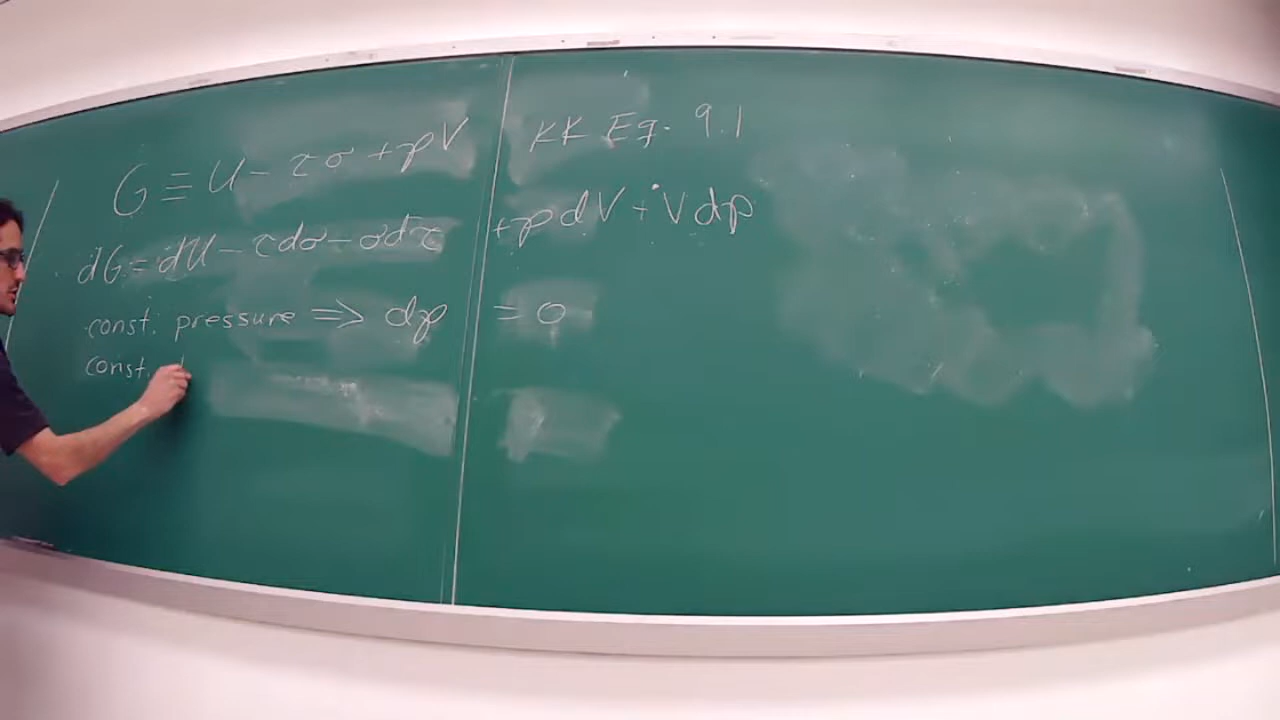 G ≡ U - τσ + pV KK Eq. 9.1
dG = dU - τdσ - σdτ + pdV + Vdp
const. pressure => dp = 0
const.